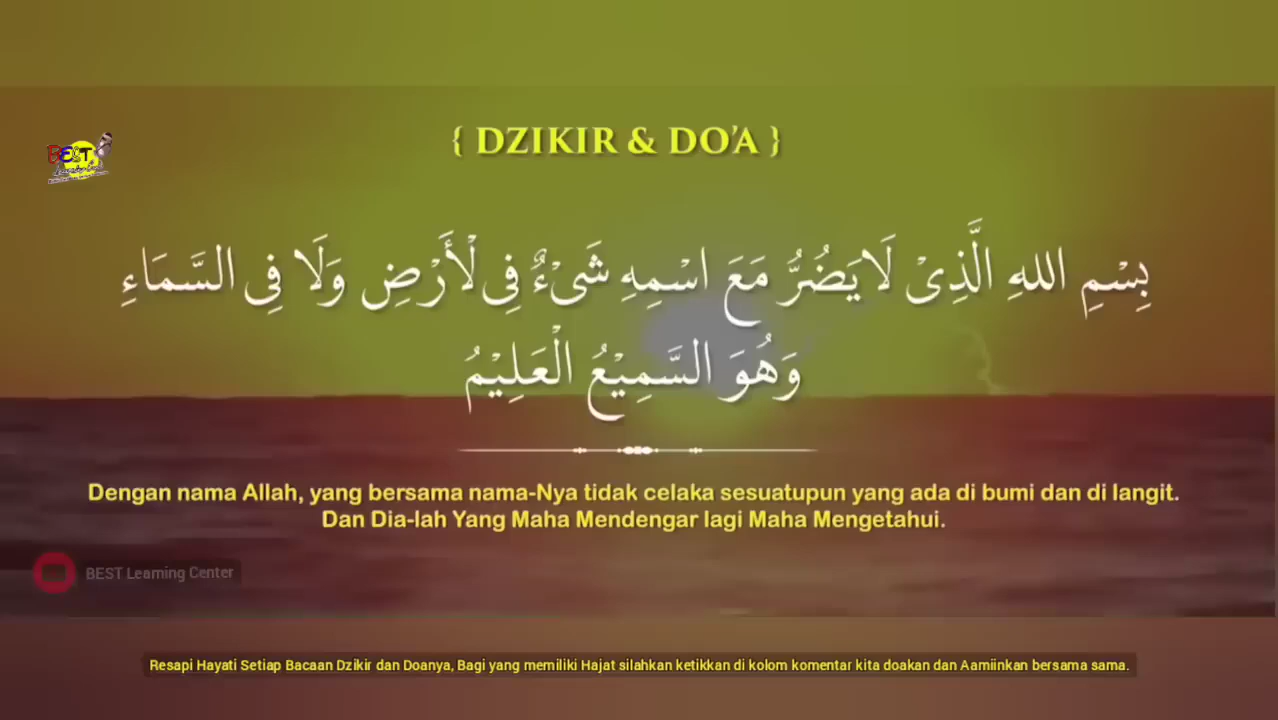 { DZIKIR & DO'A }
BEST
بِسْمِ اللهِ الَّذِىْ لَا يَضُرُّ مَعَ اسْمِهِ شَىْءٌ فِى لْأَرْضِ وَلَا فِى السَّمَاءِ
وَهُوَ السَّمِيْعُ الْعَلِيْمُ
Dengan nama Allah, yang bersama nama-Nya tidak celaka sesuatupun yang ada di bumi dan di langit.
Dan Dia-lah Yang Maha Mendengar lagi Maha Mengetahui.
BEST Learning Center
Resapi Hayati Setiap Bacaan Dzikir dan Doanya, Bagi yang memiliki Hajat silahkan ketikkan di kolom komentar kita doakan dan Aamiinkan bersama sama.